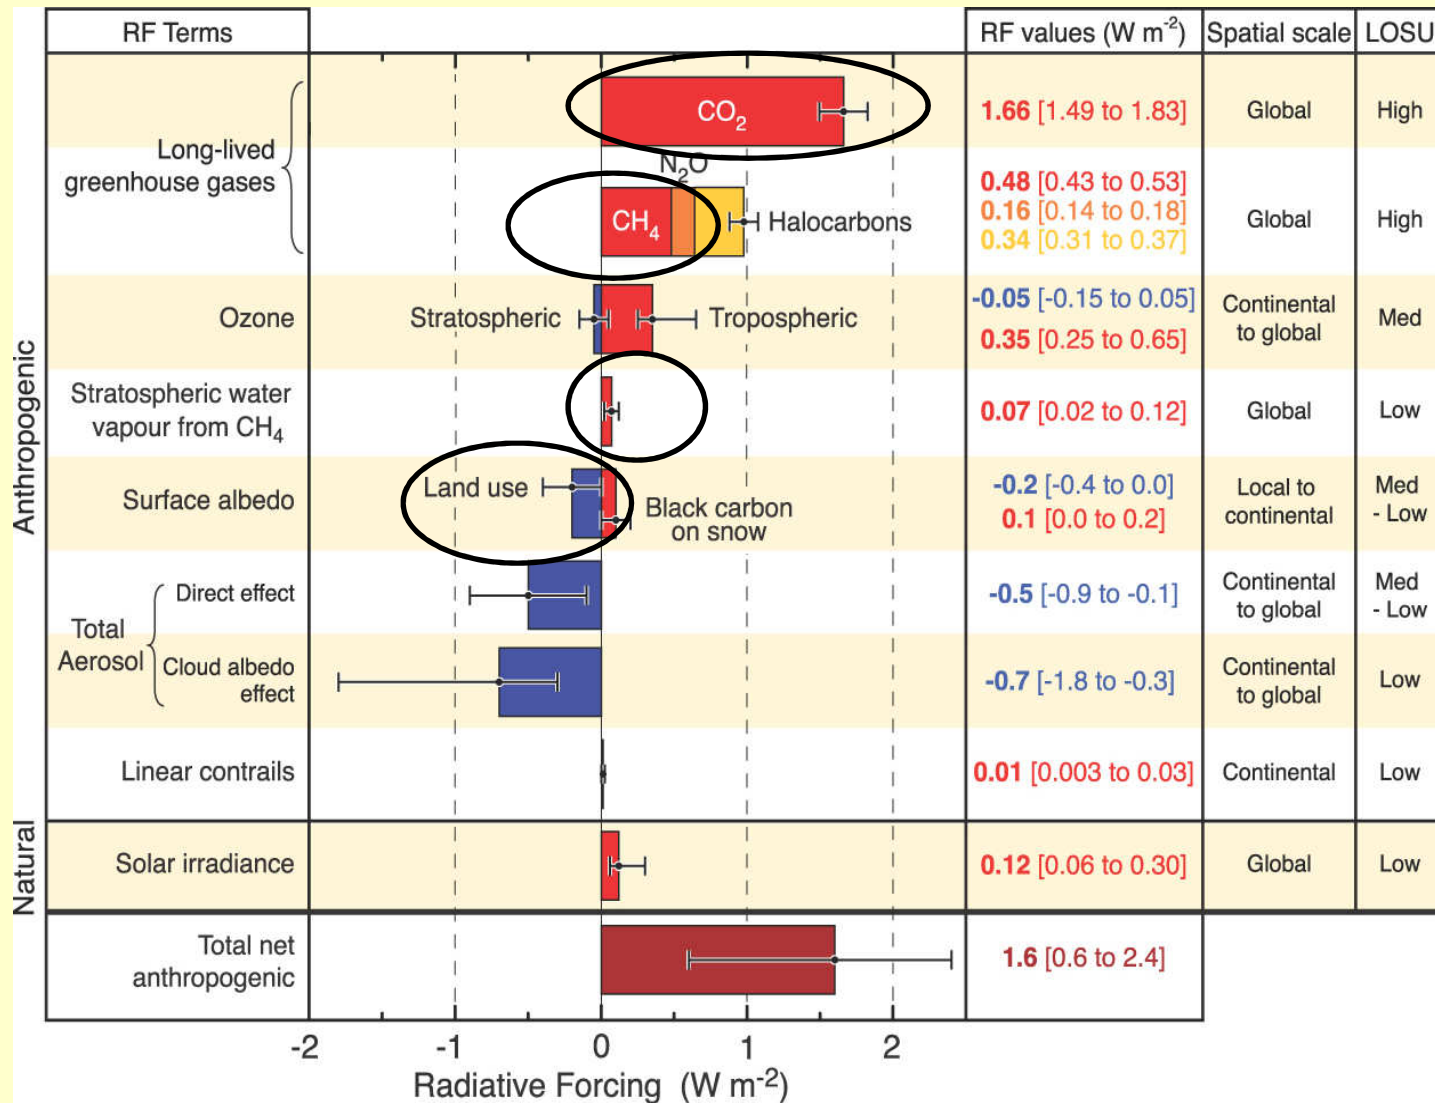 RF Terms
RF values (W m-2)
Spatial scale
LOSU
Anthropogenic
Natural
Long-lived
greenhouse gases
CO2
1.66 [1.49 to 1.83]
Global
High
N2O
CH4
Halocarbons
0.48 [0.43 to 0.53]
0.16 [0.14 to 0.18]
0.34 [0.31 to 0.37]
Global
High
Ozone
Stratospheric
Tropospheric
-0.05 [-0.15 to 0.05]
0.35 [0.25 to 0.65]
Continental
to global
Med
Stratospheric water
vapour from CH4
0.07 [0.02 to 0.12]
Global
Low
Surface albedo
Land use
Black carbon
on snow
-0.2 [-0.4 to 0.0]
0.1 [0.0 to 0.2]
Local to
continental
Med
- Low
Total
Aerosol
Direct effect
-0.5 [-0.9 to -0.1]
Continental
to global
Med
- Low
Cloud albedo
effect
-0.7 [-1.8 to -0.3]
Continental
to global
Low
Linear contrails
0.01 [0.003 to 0.03]
Continental
Low
Solar irradiance
0.12 [0.06 to 0.30]
Global
Low
Total net
anthropogenic
1.6 [0.6 to 2.4]
-2
-1
0
1
2
Radiative Forcing (W m-2)